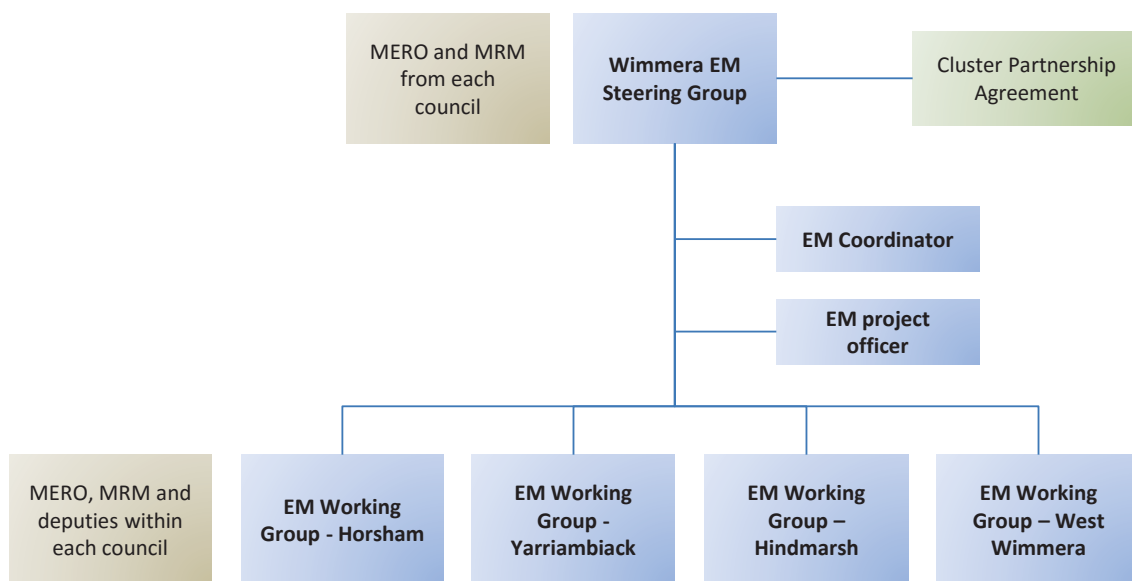 MERO and MRM
from each
council
Wimmera EM
Steering Group
Cluster Partnership
Agreement
EM Coordinator
EM project
officer
MERO, MRM and
deputies within
each council
EM Working
Group - Horsham
EM Working
Group -
Yarriambiack
EM Working
Group –
Hindmarsh
EM Working
Group – West
Wimmera